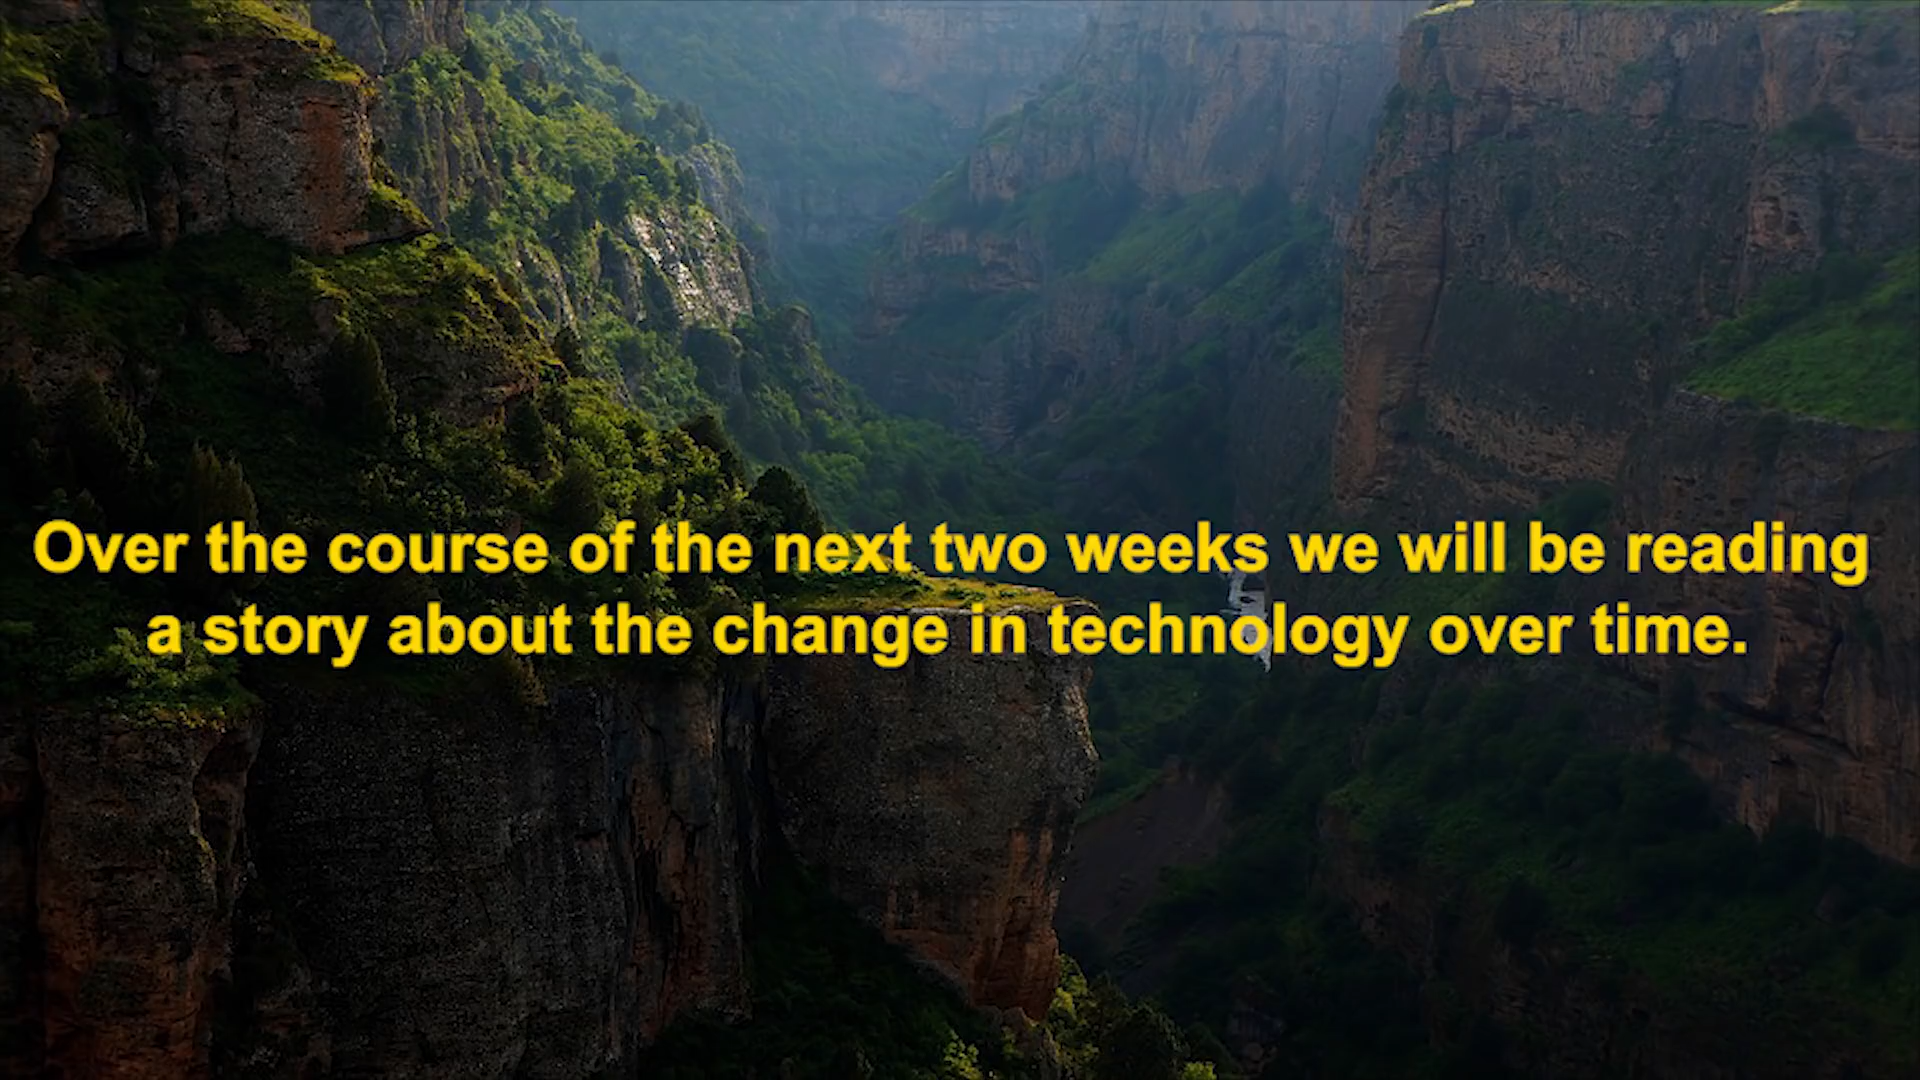 Over the course of the next two weeks we will be reading
a story about the change in technology over time.